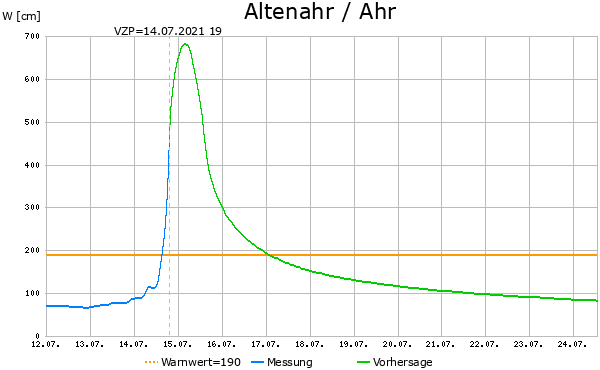 Altenahr / Ahr
W [cm]
VZP=14.07.2021 19
700
600
500
400
300
200
100
0
12.07. 13.07. 14.07. 15.07. 16.07. 17.07. 18.07. 19.07. 20.07. 21.07. 22.07. 23.07. 24.07.
Warnwert=190 Messung Vorhersage